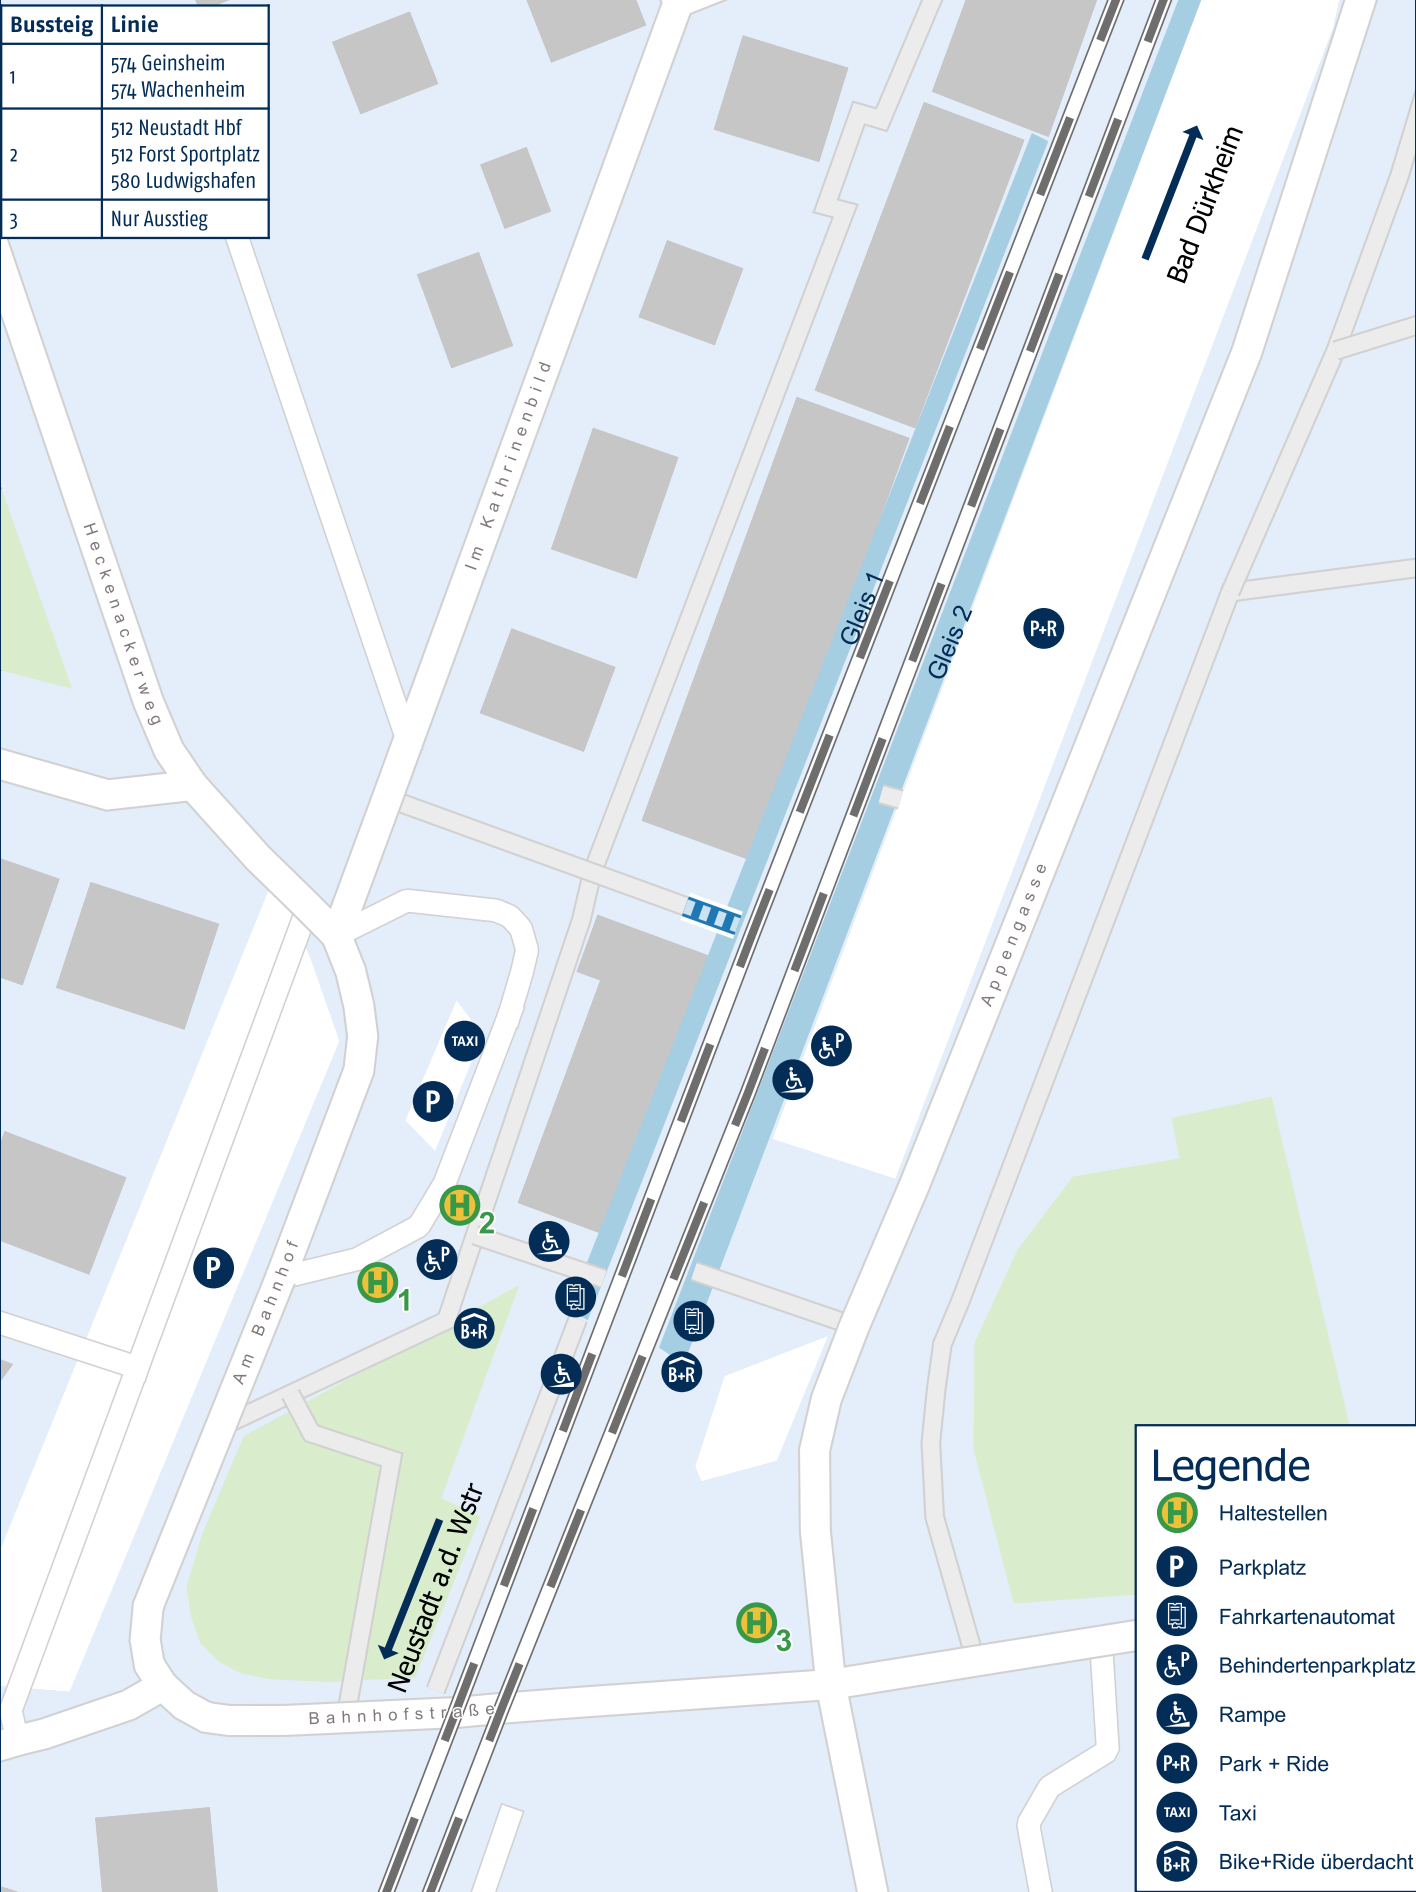 Bussteig Linie
1
574 Geinsheim
574 Wachenheim
2
512 Neustadt Hbf
512 Forst Sportplatz
580 Ludwigshafen
3 Nur Ausstieg
Bad Dürkheim
Im Kathrinenbild
Heckenackerweg
Gleis 1
Gleis 2
P+R
Appengasse
TAXI
P
P
H 2
P
H 1
P
Am Bahnhof
B+R
B+R
Neustadt a.d. Wstr
H 3
Bahnhofstraße
Legende
H Haltestellen
P Parkplatz
Fahrkartenautomat
P Behindertenparkplatz
Rampe
P+R Park + Ride
TAXI Taxi
B+R Bike+Ride überdacht